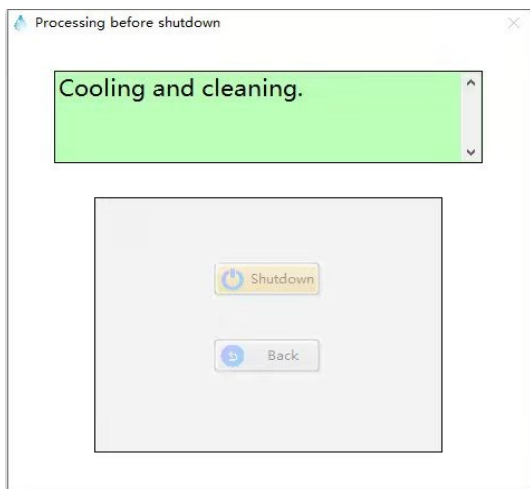 Processing before shutdown
Cooling and cleaning.
Shutdown
Back